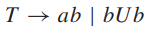 T → ab | bUb